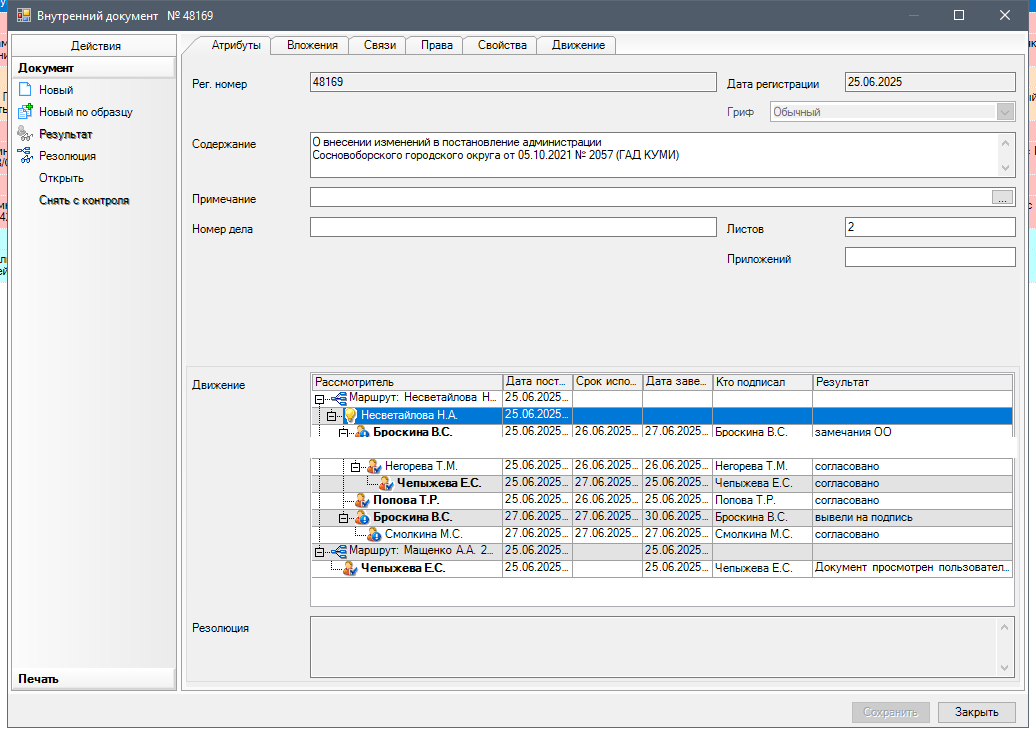 Внутренний документ № 48169
Действия
Документ
Новый
Новый по образцу
Результат
Резолюция
Открыть
Снять с контроля
Печать
Атрибуты Вложения Связи Права Свойства Движение
Рег. номер 48169 Дата регистрации 25.06.2025
Гриф Обычный
Содержание О внесении изменений в постановление администрации
Сосновоборского городского округа от 05.10.2021 № 2057 (ГАД КУМИ)
Примечание ...
Номер дела Листов 2
Приложений
Движение
Рассмотритель Дата пост... Срок испо... Дата заве... Кто подписал Результат
Маршрут: Несветайлова Н... 25.06.2025...
Несветайлова Н.А. 25.06.2025...
Броскина В.С. 25.06.2025... 26.06.2025... 27.06.2025... Броскина В.С. замечания ОО
Негорева Т.М. 25.06.2025... 26.06.2025... 26.06.2025... Негорева Т.М. согласовано
Чепыжева Е.С. 25.06.2025... 27.06.2025... 25.06.2025... Чепыжева Е.С. согласовано
Попова Т.Р. 25.06.2025... 26.06.2025... 25.06.2025... Попова Т.Р. согласовано
Броскина В.С. 27.06.2025... 27.06.2025... 30.06.2025... Броскина В.С. вывели на подпись
Смолкина М.С. 27.06.2025... 27.06.2025... 27.06.2025... Смолкина М.С. согласовано
Маршрут: Мащенко А.А. 2... 25.06.2025... 25.06.2025...
Чепыжева Е.С. 25.06.2025... 25.06.2025... Чепыжева Е.С. Документ просмотрен пользовател...
Резолюция
Сохранить Закрыть